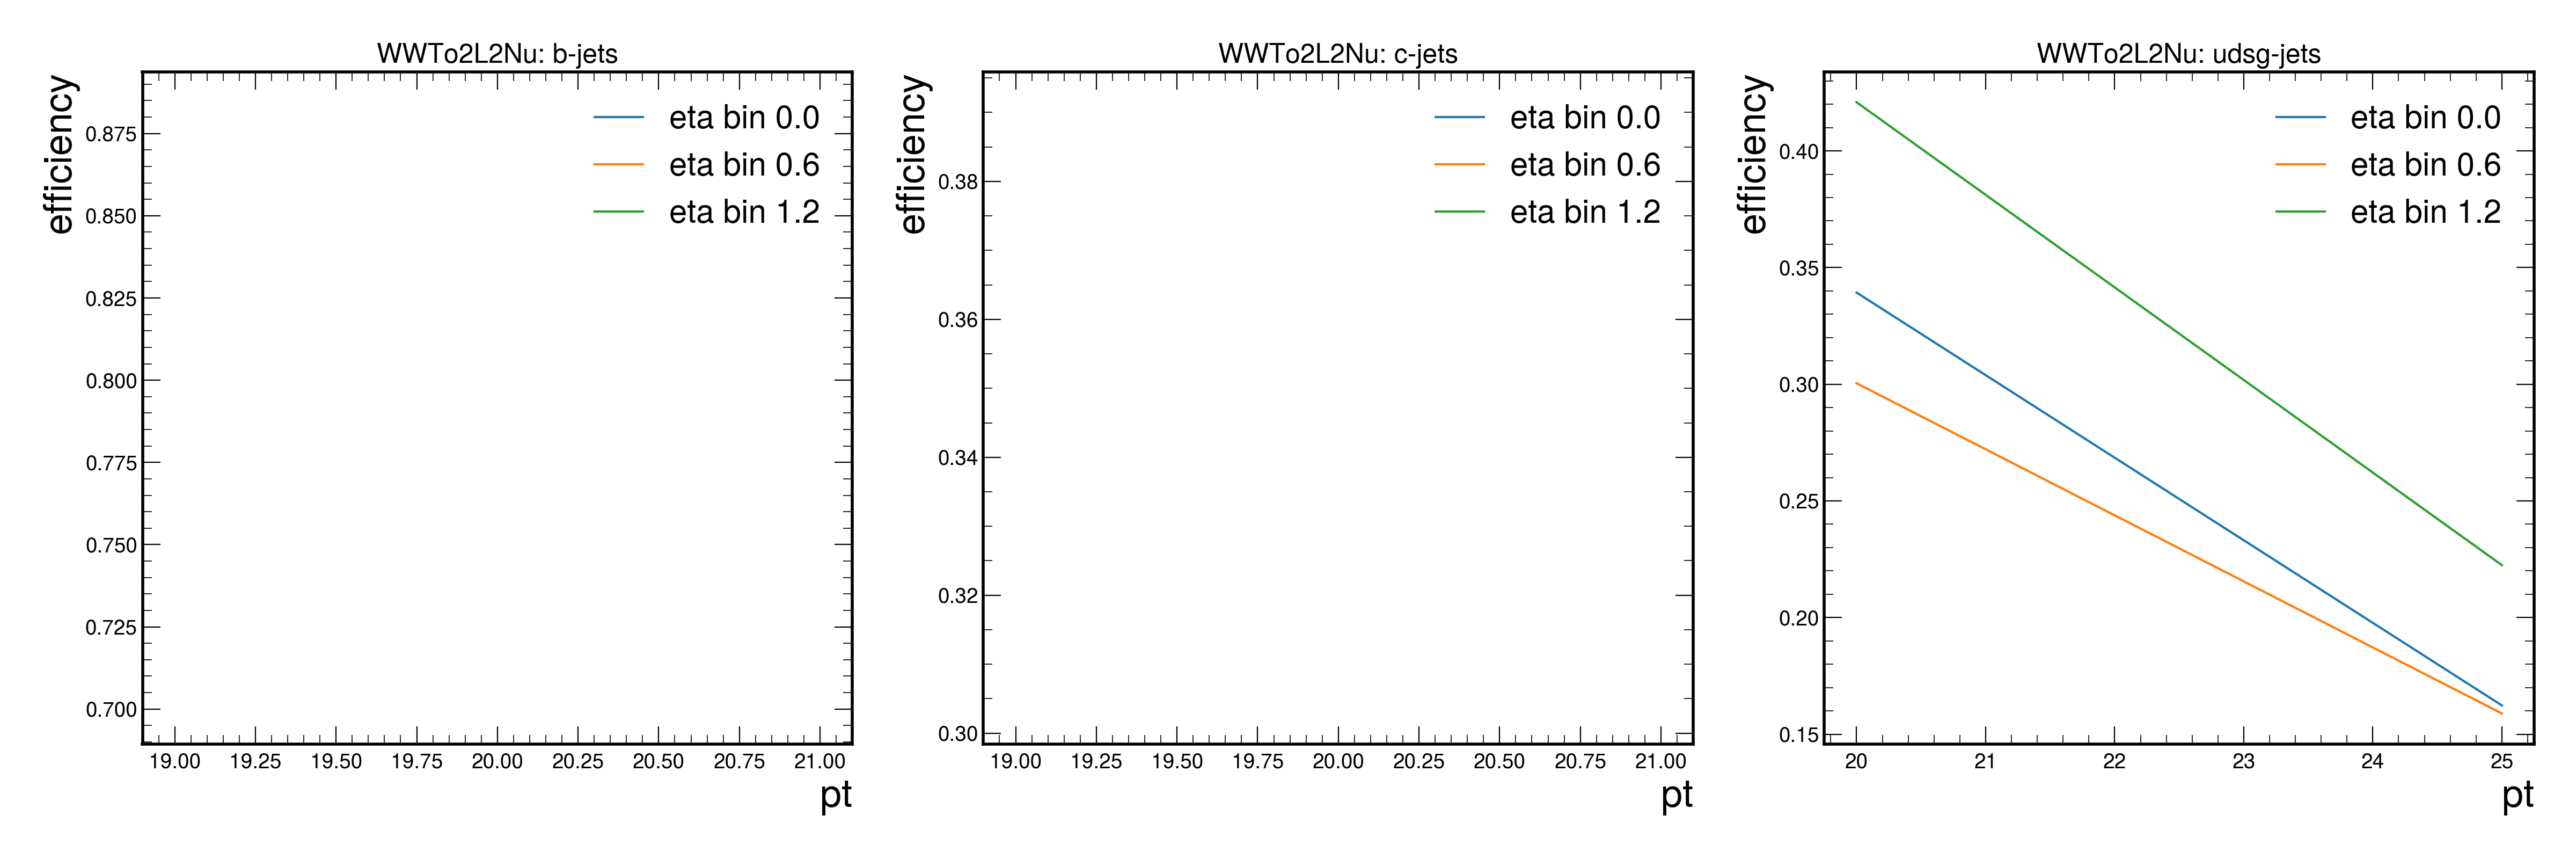 WWTo2L2Nu: b-jets
efficiency
eta bin 0.0
eta bin 0.6
eta bin 1.2
0.875
0.850
0.825
0.800
0.775
0.750
0.725
0.700
19.00 19.25 19.50 19.75 20.00 20.25 20.50 20.75 21.00
pt
WWTo2L2Nu: c-jets
efficiency
eta bin 0.0
eta bin 0.6
eta bin 1.2
0.38
0.36
0.34
0.32
0.30
19.00 19.25 19.50 19.75 20.00 20.25 20.50 20.75 21.00
pt
WWTo2L2Nu: udsg-jets
efficiency
eta bin 0.0
eta bin 0.6
eta bin 1.2
0.40
0.35
0.30
0.25
0.20
0.15
20 21 22 23 24 25
pt